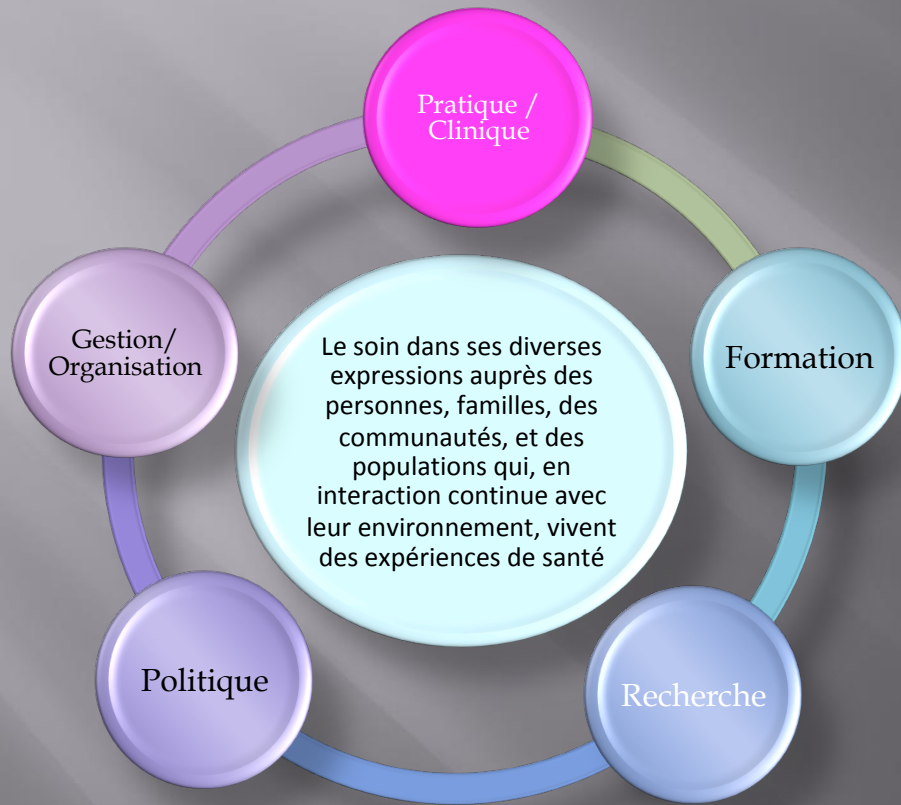 Pratique /
Clinique
Gestion/
Organisation
Formation
Le soin dans ses diverses
expressions auprès des
personnes, familles, des
communautés, et des
populations qui, en
interaction continue avec
leur environnement, vivent
des expériences de santé
Politique
Recherche